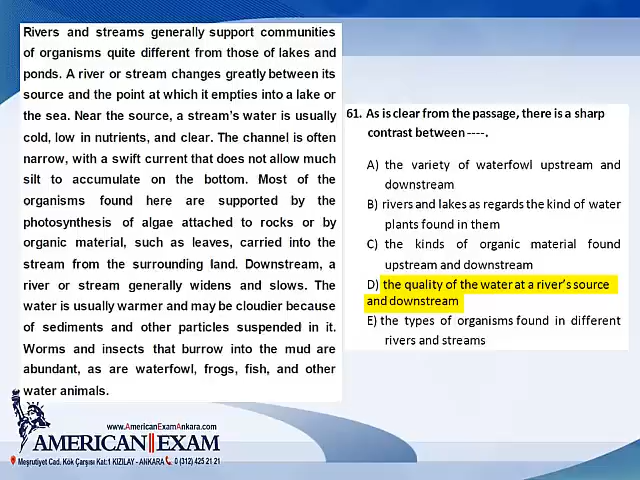 Rivers and streams generally support communities
of organisms quite different from those of lakes and
ponds. A river or stream changes greatly between its
source and the point at which it empties into a lake or
the sea. Near the source, a stream's water is usually
cold, low in nutrients, and clear. The channel is often
narrow, with a swift current that does not allow much
silt to accumulate on the bottom. Most of the
organisms found here are supported by the
photosynthesis of algae attached to rocks or by
organic material, such as leaves, carried into the
stream from the surrounding land. Downstream, a
river or stream generally widens and slows. The
water is usually warmer and may be cloudier because
of sediments and other particles suspended in it.
Worms and insects that burrow into the mud are
abundant, as are waterfowl, frogs, fish, and other
water animals.
61. As is clear from the passage, there is a sharp
contrast between ----.
A) the variety of waterfowl upstream and
downstream
B) rivers and lakes as regards the kind of water
plants found in them
C) the kinds of organic material found
upstream and downstream
D) the quality of the water at a river's source
and downstream
E) the types of organisms found in different
rivers and streams
www.AmericanExamAnkara.com
AMERICAN EXAM
Meşrutiyet Cad. Kök Çarşısı Kat:1 KIZILAY - ANKARA 0 (312) 425 21 21